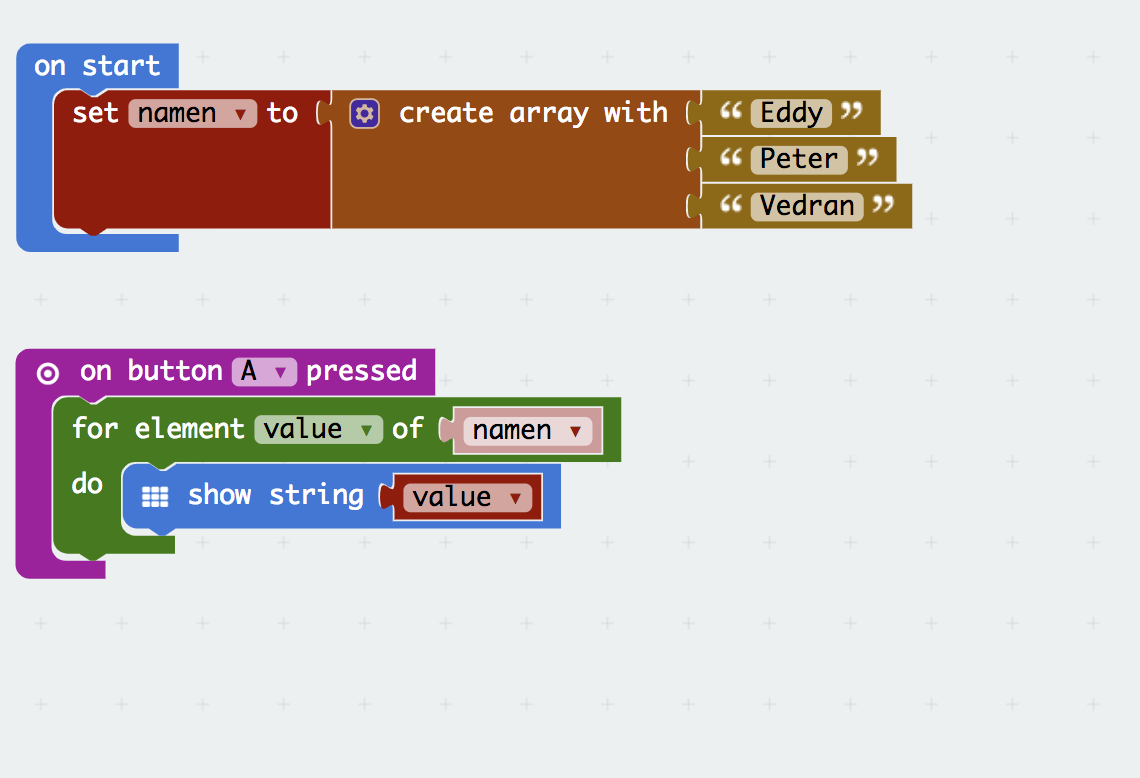 on start
set namen ▾ to create array with “ Eddy ”
“ Peter ”
“ Vedran ”
on button A ▾ pressed
for element value ▾ of namen ▾
do show string value ▾